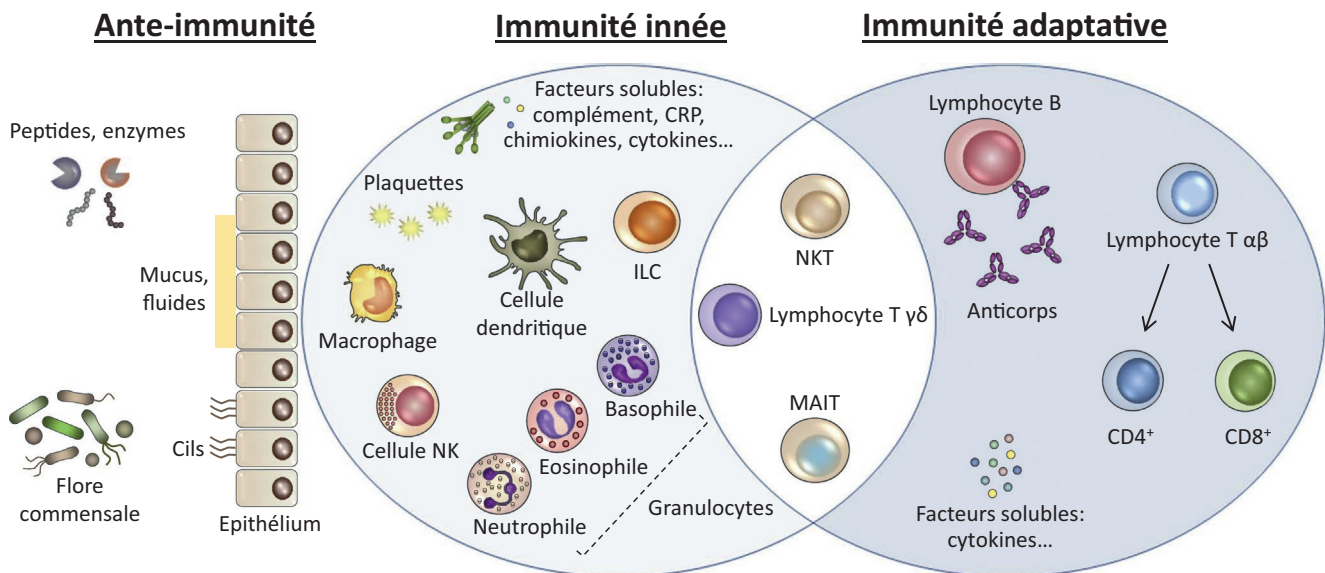 Ante-immunité
Immunité innée
Immunité adaptative
Peptides, enzymes
Mucus,
fluides
Cils
Flore
commensale
Epithélium
Facteurs solubles:
complément, CRP,
chimiokines, cytokines...
Plaquettes
ILC
Cellule
dendritique
Macrophage
Basophile
Cellule NK
Eosinophile
Neutrophile
Granulocytes
NKT
Lymphocyte T γδ
MAIT
Lymphocyte B
Anticorps
Lymphocyte T αβ
CD4⁺
CD8⁺
Facteurs solubles:
cytokines...